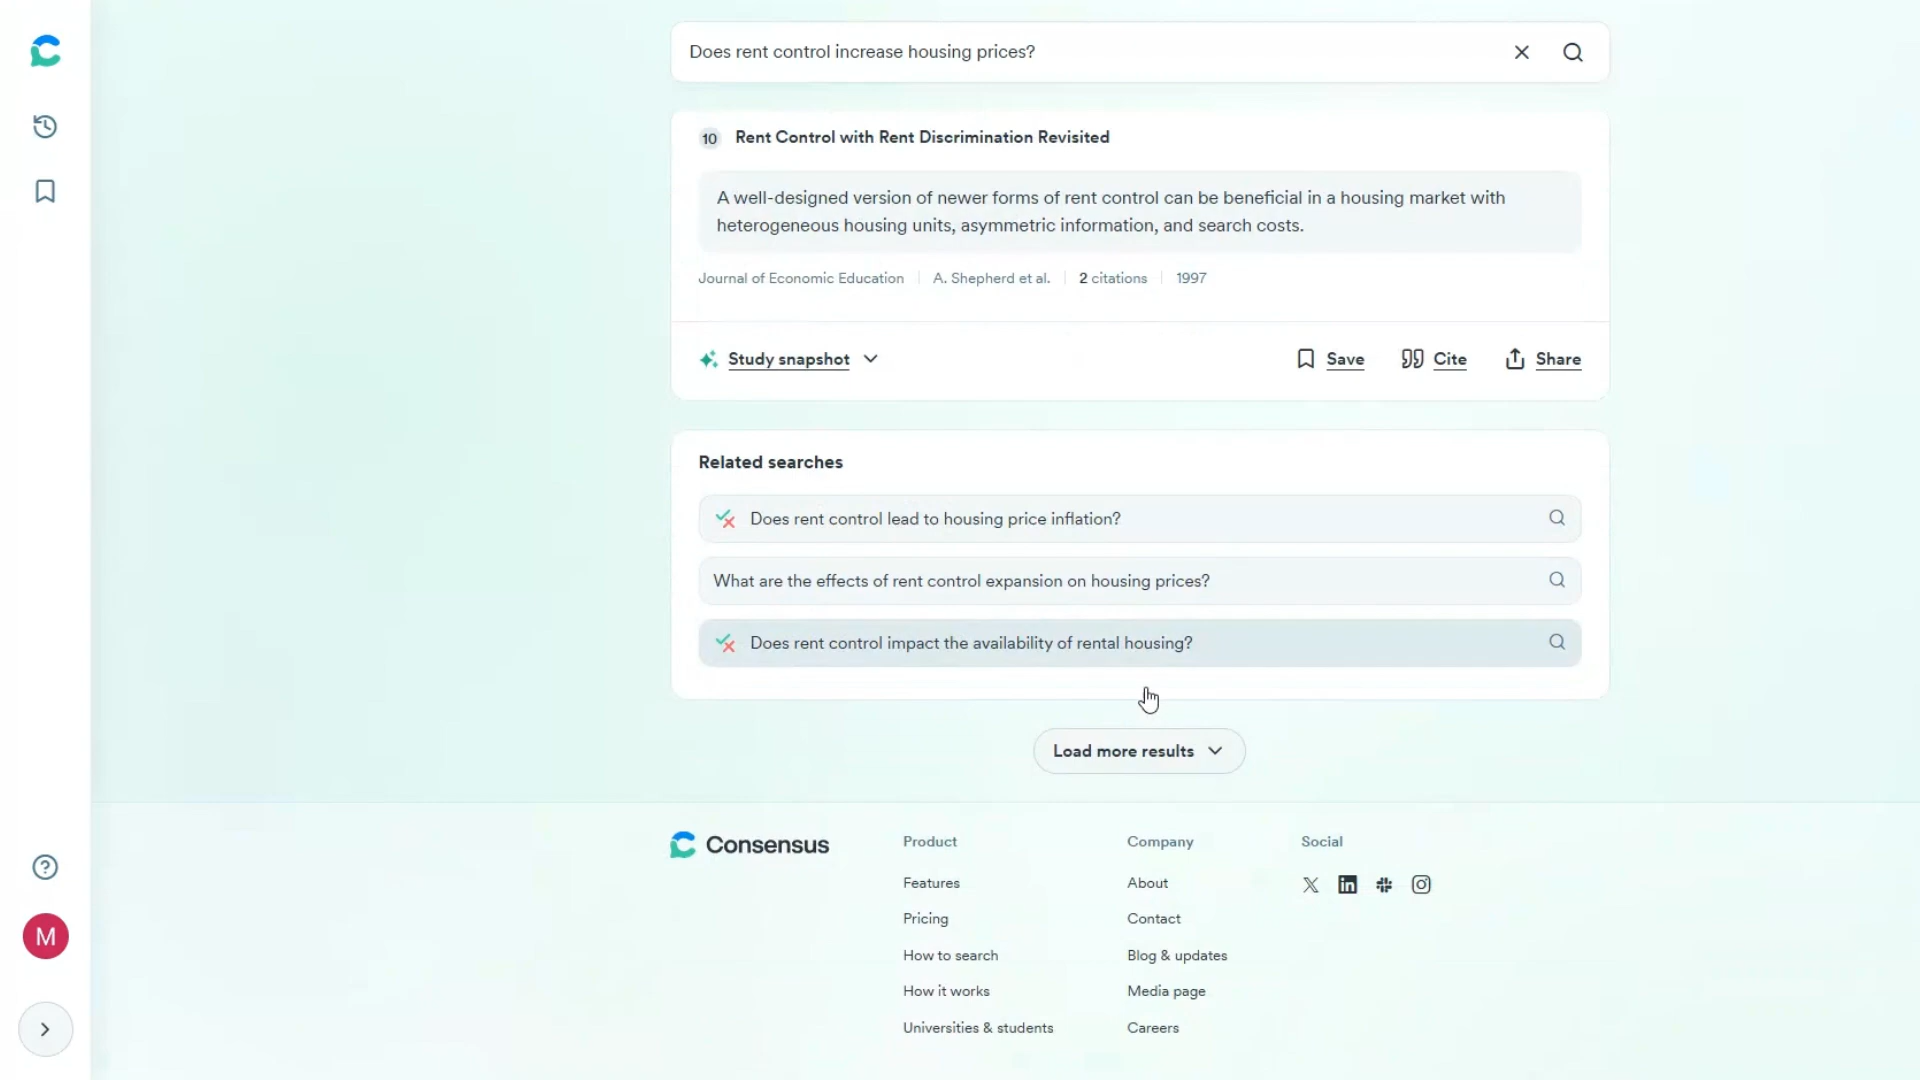 Does rent control increase housing prices?
10 Rent Control with Rent Discrimination Revisited
A well-designed version of newer forms of rent control can be beneficial in a housing market with
heterogeneous housing units, asymmetric information, and search costs.
Journal of Economic Education A. Shepherd et al. 2 citations 1997
Study snapshot Save Cite Share
Related searches
Does rent control lead to housing price inflation?
What are the effects of rent control expansion on housing prices?
Does rent control impact the availability of rental housing?
Load more results
Consensus
Product
Features
Pricing
How to search
How it works
Universities & students
Company
About
Contact
Blog & updates
Media page
Careers
Social
M